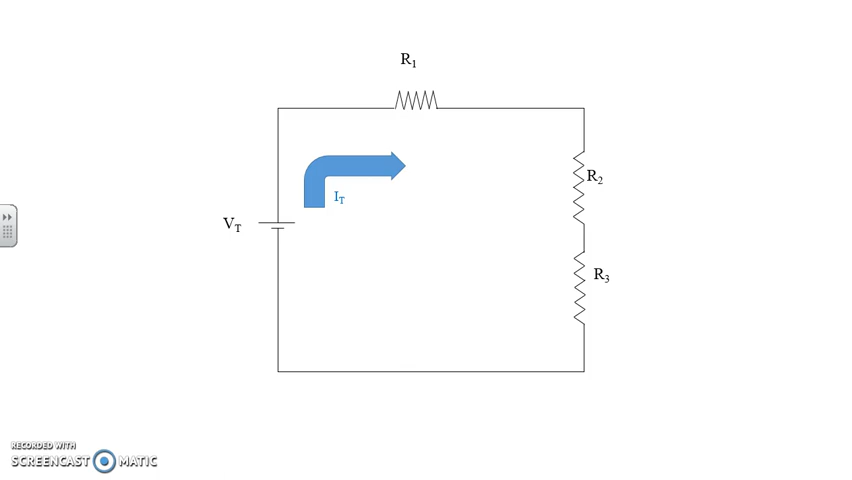 R1
R2
IT
VT
R3
RECORDED WITH
SCREENCAST MATIC